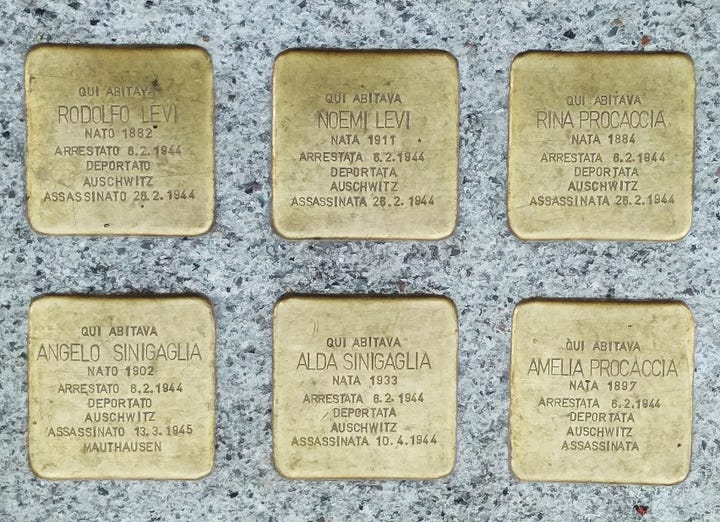 QUI ABITAVA
RODOLFO LEVI
NATO 1882
ARRESTATO 6.2.1944
DEPORTATO
AUSCHWITZ
ASSASSINATO 26.2.1944
QUI ABITAVA
NOEMI LEVI
NATA 1911
ARRESTATA 6.2.1944
DEPORTATA
AUSCHWITZ
ASSASSINATA 26.2.1944
QUI ABITAVA
RINA PROCACCIA
NATA 1884
ARRESTATA 6.2.1944
DEPORTATA
AUSCHWITZ
ASSASSINATA 26.2.1944
QUI ABITAVA
ANGELO SINIGAGLIA
NATO 1902
ARRESTATO 6.2.1944
DEPORTATO
AUSCHWITZ
ASSASSINATO 13.3.1945
MAUTHAUSEN
QUI ABITAVA
ALDA SINIGAGLIA
NATA 1933
ARRESTATA 6.2.1944
DEPORTATA
AUSCHWITZ
ASSASSINATA 10.4.1944
QUI ABITAVA
AMELIA PROCACCIA
NATA 1897
ARRESTATA 6.2.1944
DEPORTATA
AUSCHWITZ
ASSASSINATA